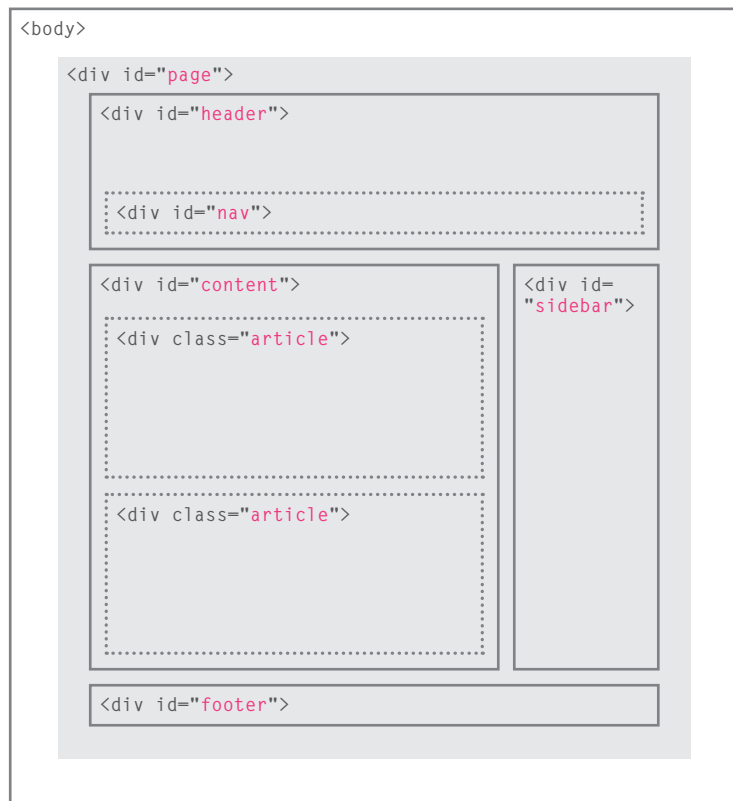 <body>
<div id="page">
<div id="header">
<div id="nav">
<div id="content">
<div class="article">
<div class="article">
<div id=
"sidebar">
<div id="footer">